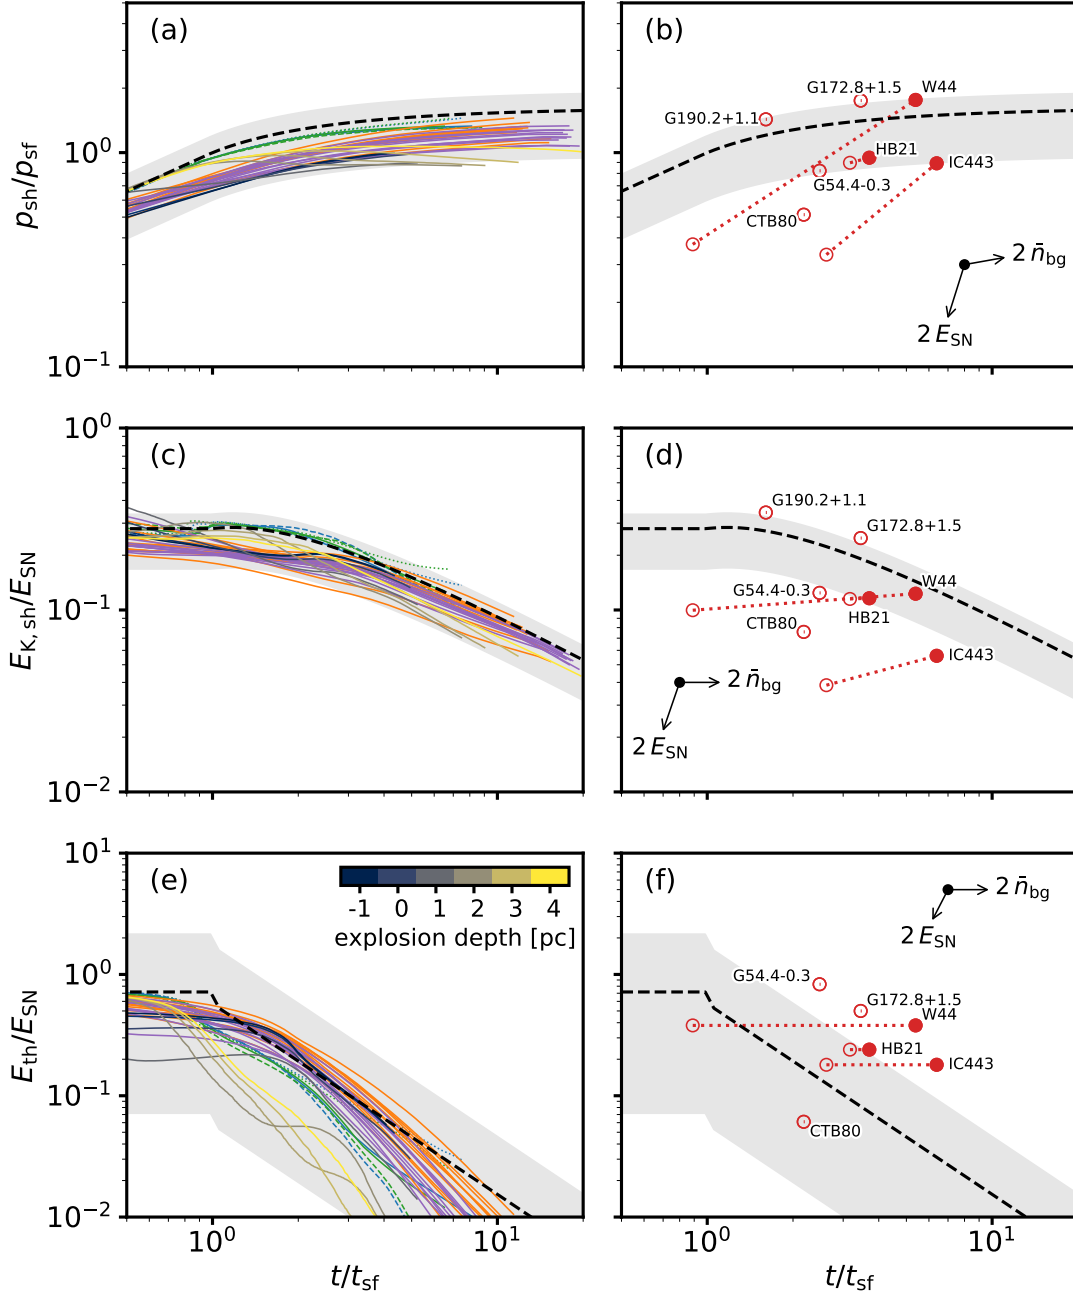 (a)
(b)
p_sh/p_sf
10^0
10^-1
G172.8+1.5
W44
G190.2+1.1
HB21
IC443
G54.4-0.3
CTB80
2 n̄_bg
2 E_SN
(c)
(d)
E_K, sh/E_SN
10^0
10^-1
10^-2
G190.2+1.1
G172.8+1.5
G54.4-0.3
W44
HB21
CTB80
IC443
2 n̄_bg
2 E_SN
(e)
(f)
E_th/E_SN
10^1
10^0
10^-1
10^-2
-1 0 1 2 3 4
explosion depth [pc]
2 n̄_bg
2 E_SN
G54.4-0.3
G172.8+1.5
W44
HB21
IC443
CTB80
10^0 10^1
10^0 10^1
t/t_sf
t/t_sf